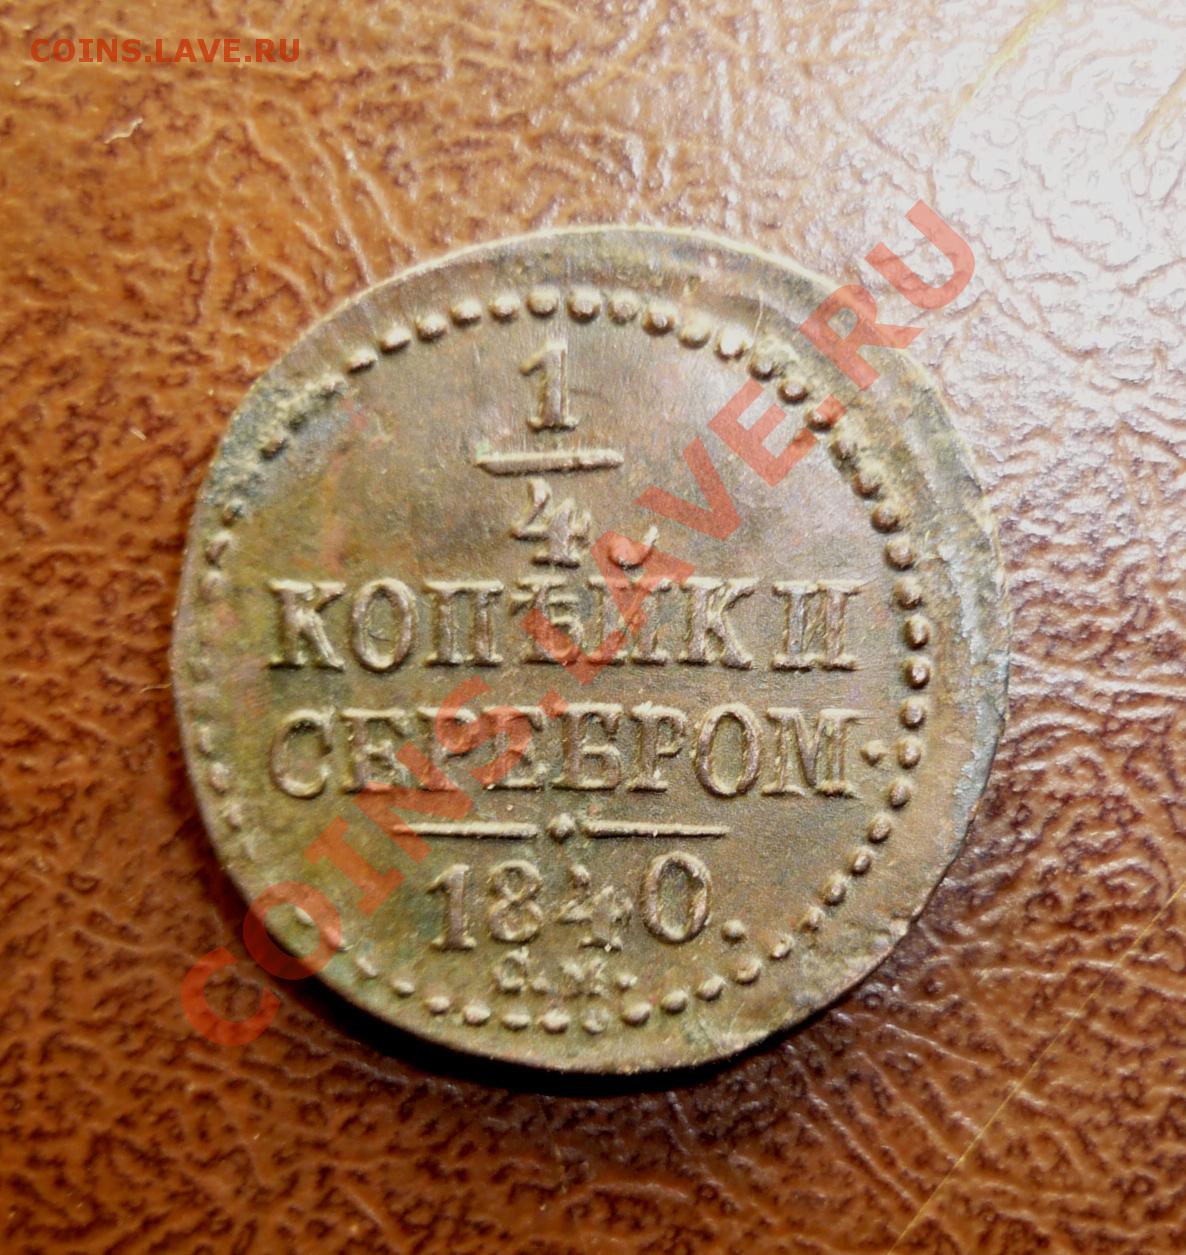 COINS.LAVE.RU
1
4
КОПѢЙКИ
СЕРЕБРОМ.
1840.
С.М.
COINS.LAVE.RU